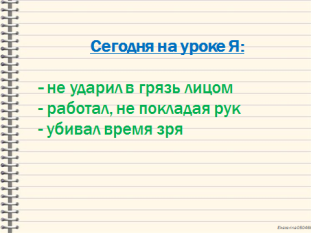 Сегодня на уроке Я:
- не ударил в грязь лицом
- работал, не покладая рук
- убивал время зря